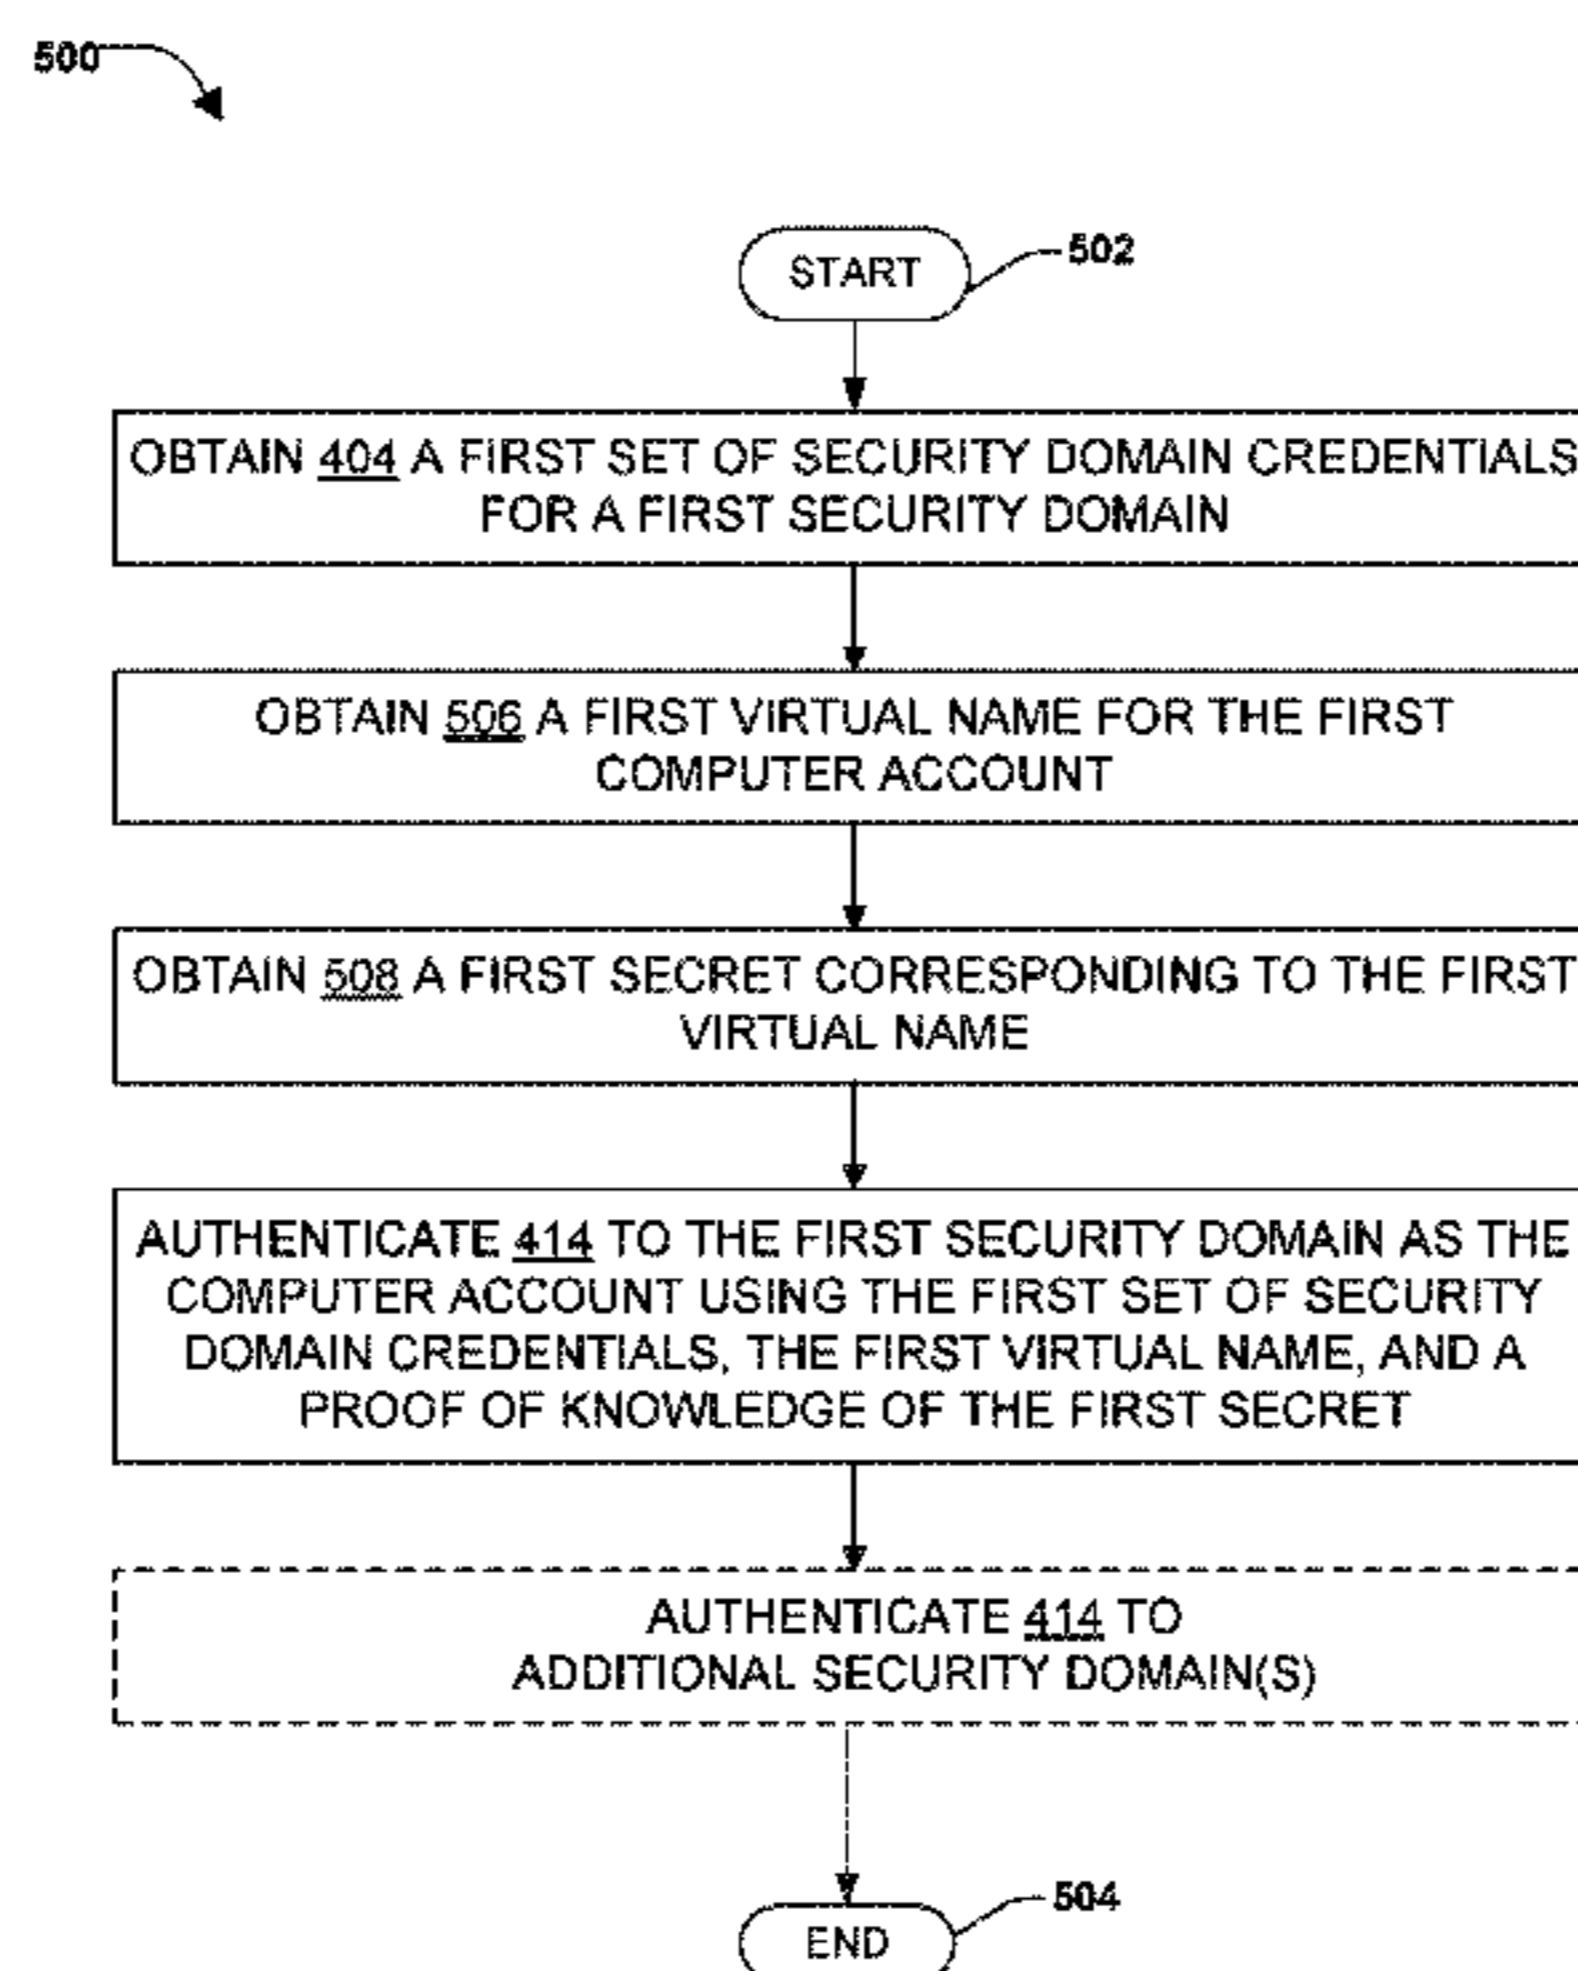 500
START
502
OBTAIN 404 A FIRST SET OF SECURITY DOMAIN CREDENTIALS
FOR A FIRST SECURITY DOMAIN
OBTAIN 506 A FIRST VIRTUAL NAME FOR THE FIRST
COMPUTER ACCOUNT
OBTAIN 508 A FIRST SECRET CORRESPONDING TO THE FIRST
VIRTUAL NAME
AUTHENTICATE 414 TO THE FIRST SECURITY DOMAIN AS THE
COMPUTER ACCOUNT USING THE FIRST SET OF SECURITY
DOMAIN CREDENTIALS, THE FIRST VIRTUAL NAME, AND A
PROOF OF KNOWLEDGE OF THE FIRST SECRET
AUTHENTICATE 414 TO
ADDITIONAL SECURITY DOMAIN(S)
504
END